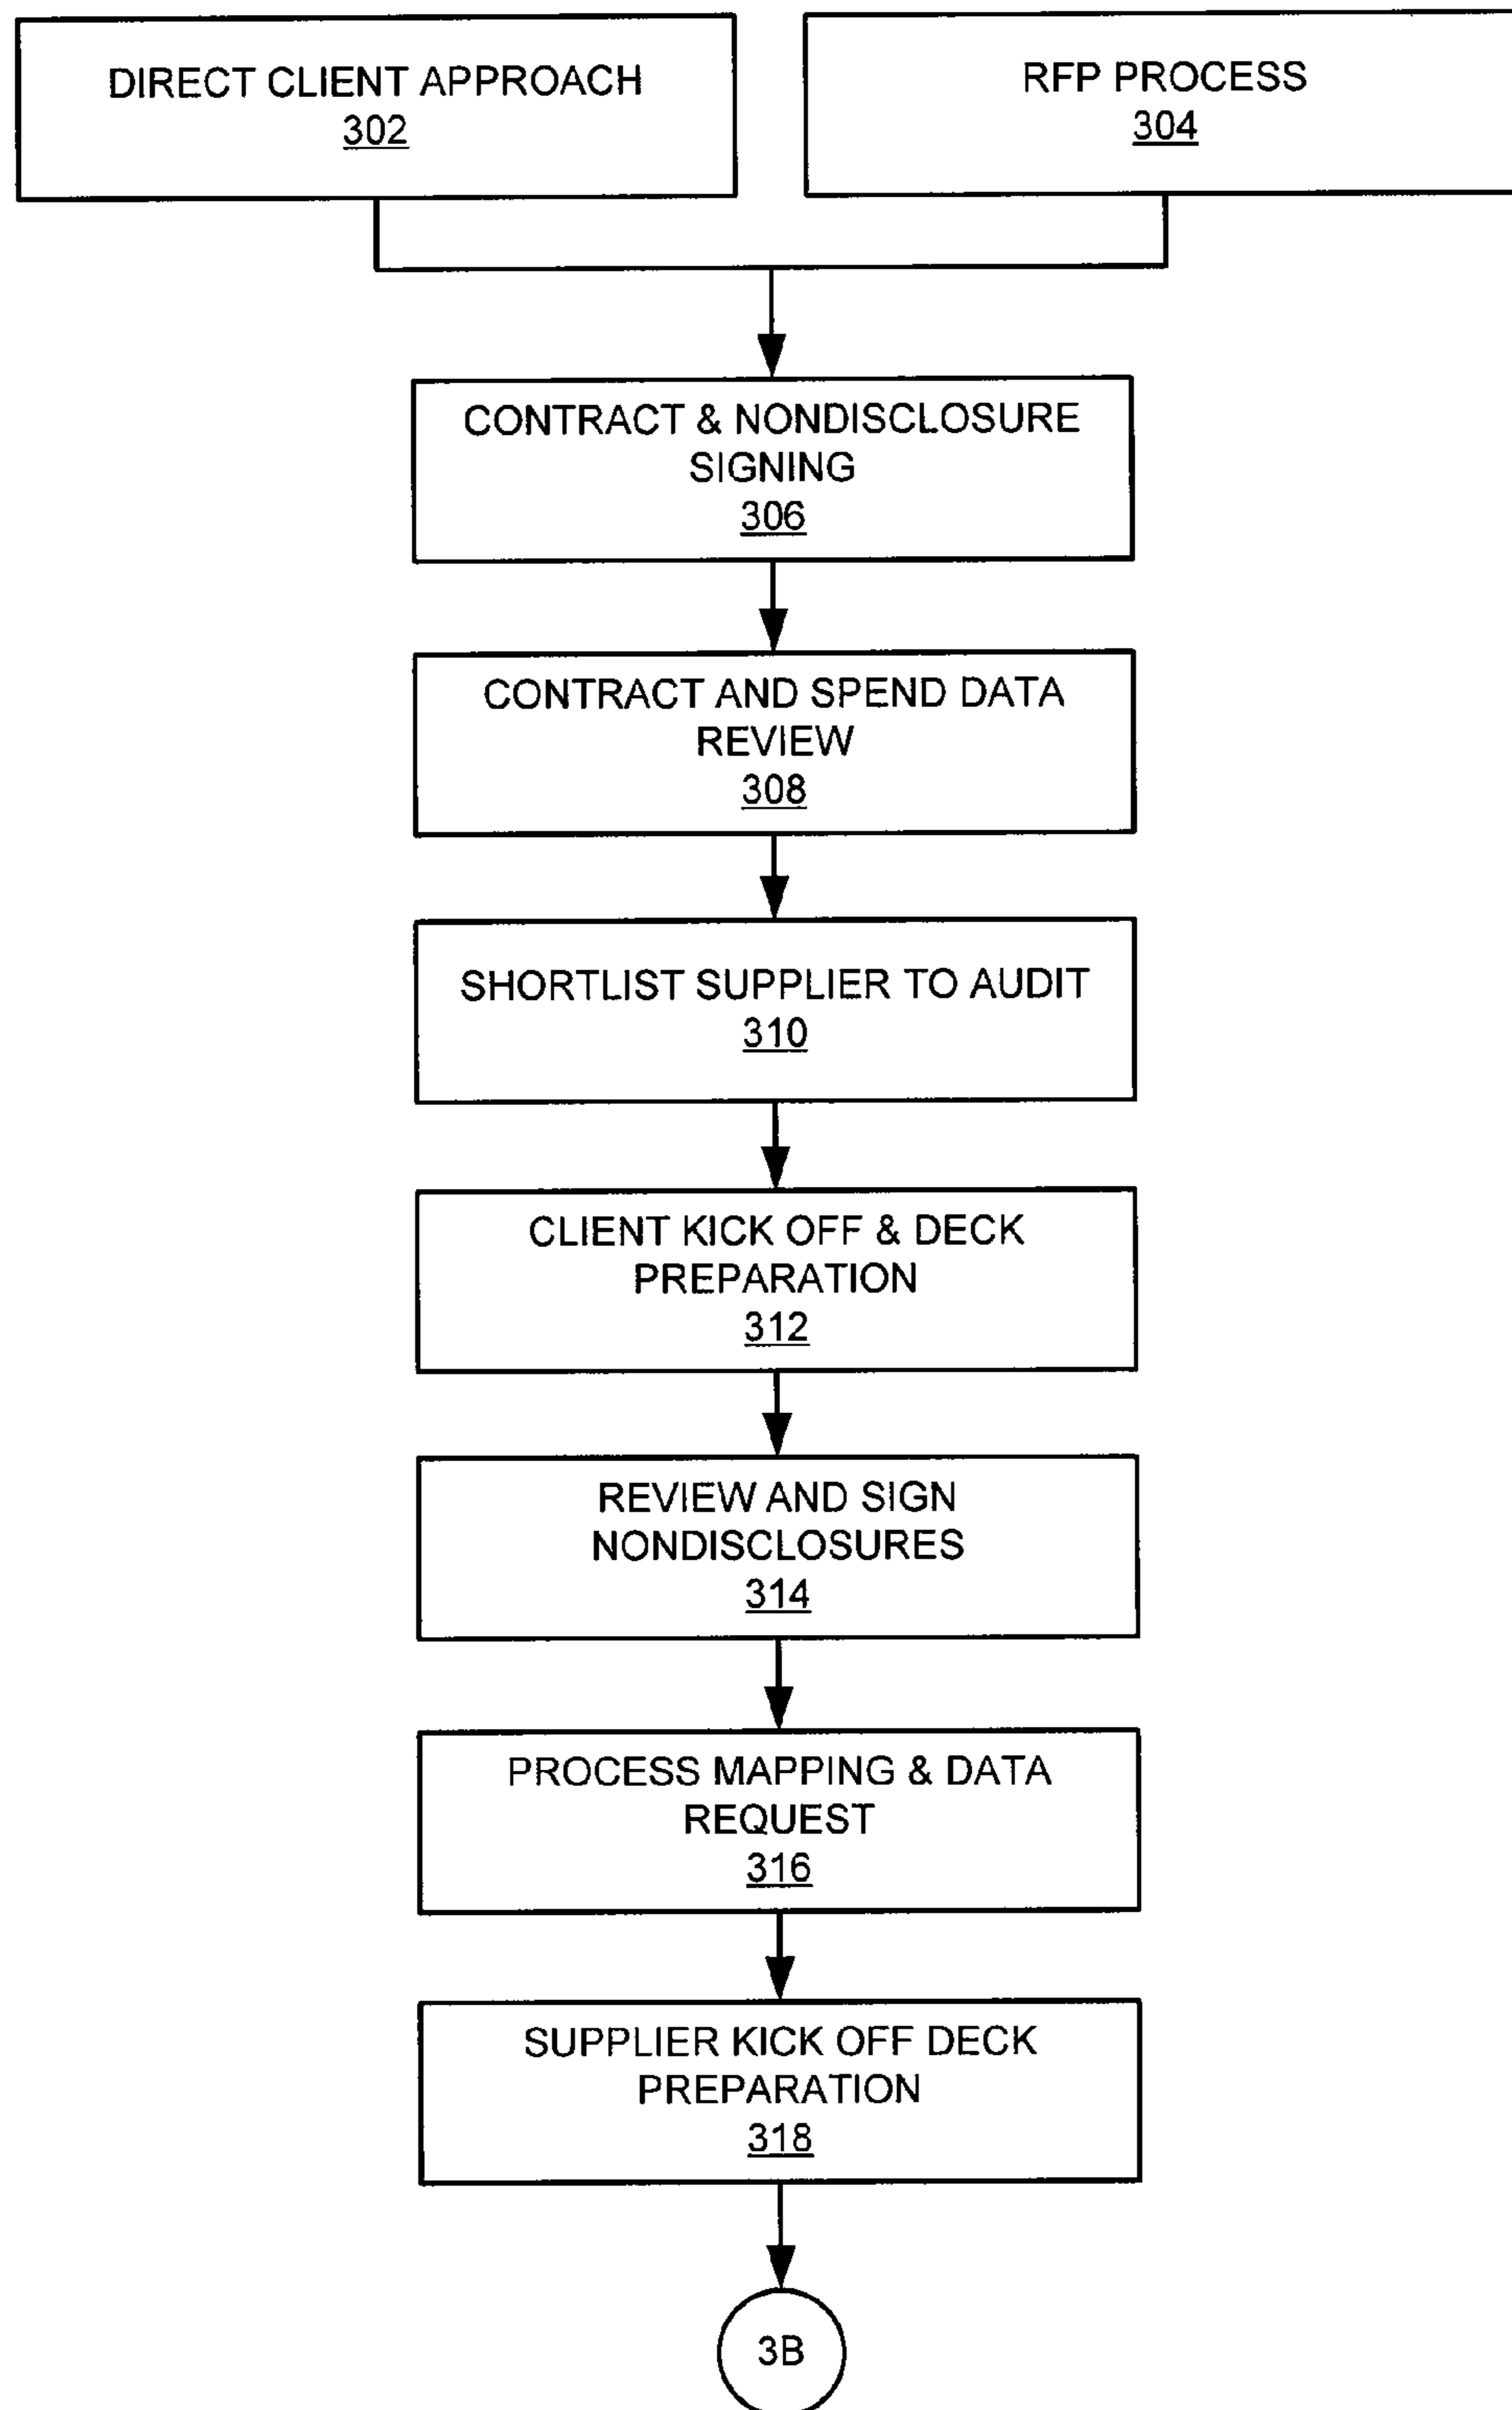 DIRECT CLIENT APPROACH
302
RFP PROCESS
304
CONTRACT & NONDISCLOSURE
SIGNING
306
CONTRACT AND SPEND DATA
REVIEW
308
SHORTLIST SUPPLIER TO AUDIT
310
CLIENT KICK OFF & DECK
PREPARATION
312
REVIEW AND SIGN
NONDISCLOSURES
314
PROCESS MAPPING & DATA
REQUEST
316
SUPPLIER KICK OFF DECK
PREPARATION
318
3B